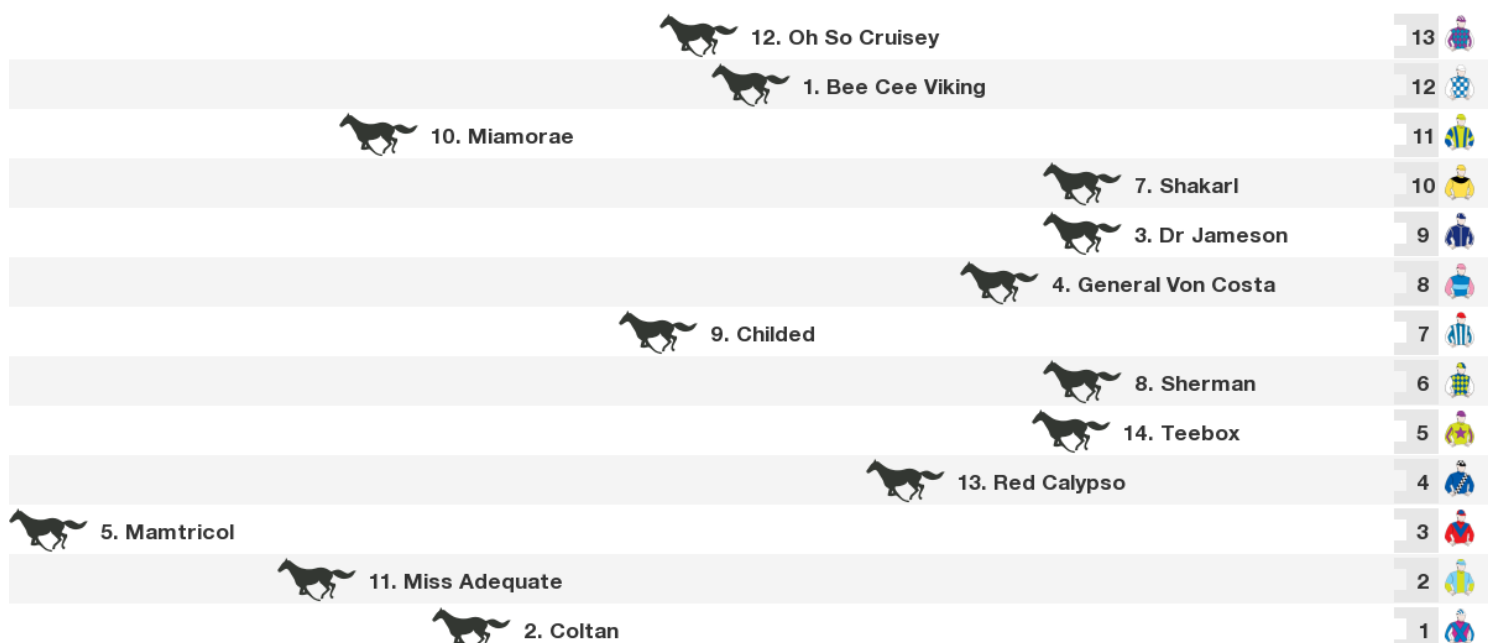 12. Oh So Cruisey 13
1. Bee Cee Viking 12
10. Miamorae 11
7. Shakarl 10
3. Dr Jameson 9
4. General Von Costa 8
9. Childed 7
8. Sherman 6
14. Teebox 5
13. Red Calypso 4
5. Mamtricol 3
11. Miss Adequate 2
2. Coltan 1